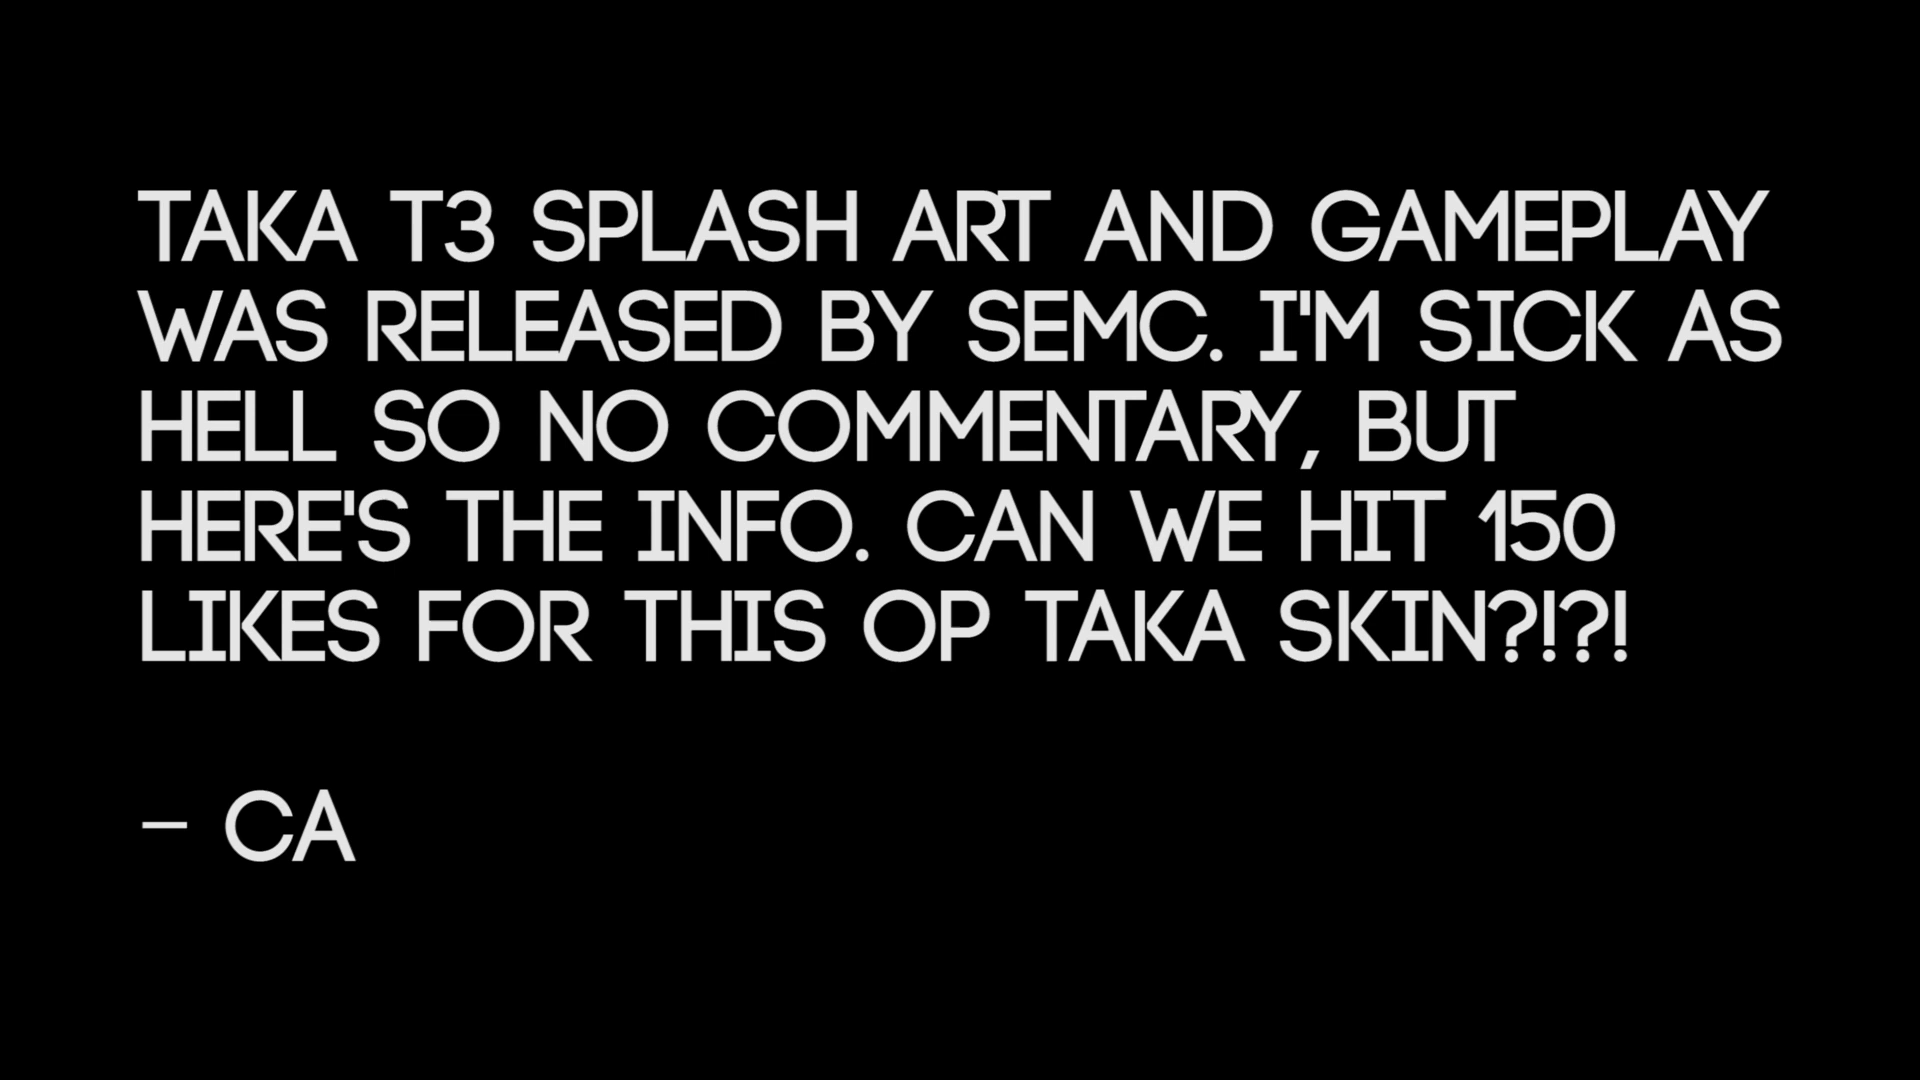 TAKA T3 SPLASH ART AND GAMEPLAY
WAS RELEASED BY SEMC. I'M SICK AS
HELL SO NO COMMENTARY, BUT
HERE'S THE INFO. CAN WE HIT 150
LIKES FOR THIS OP TAKA SKIN?!?!
- CA